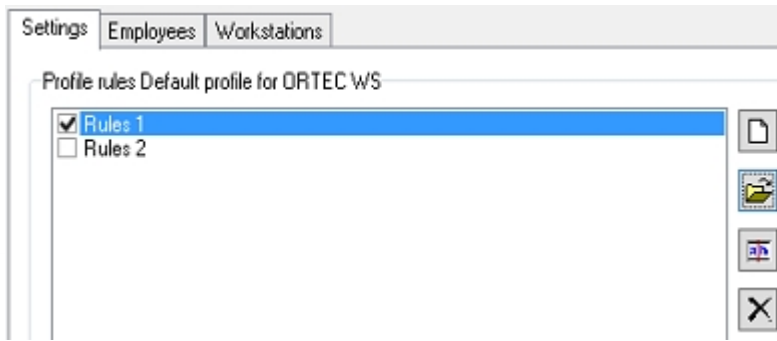 Settings Employees Workstations
Profile rules Default profile for ORTEC WS
Rules 1
Rules 2